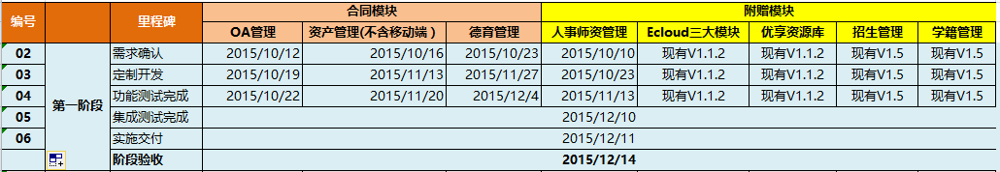 编号 里程碑 合同模块 附赠模块
OA管理 资产管理(不含移动端) 德育管理 人事师资管理 Ecloud三大模块 优享资源库 招生管理 学籍管理
02 需求确认 2015/10/12 2015/10/16 2015/10/23 2015/10/10 现有V1.1.2 现有V1.1.2 现有V1.5 现有V1.5
03 定制开发 2015/10/19 2015/11/13 2015/11/27 2015/10/23 现有V1.1.2 现有V1.1.2 现有V1.5 现有V1.5
04 第一阶段 功能测试完成 2015/10/22 2015/11/20 2015/12/4 2015/11/13 现有V1.1.2 现有V1.1.2 现有V1.5 现有V1.5
05 集成测试完成 2015/12/10
06 实施交付 2015/12/11
阶段验收 2015/12/14